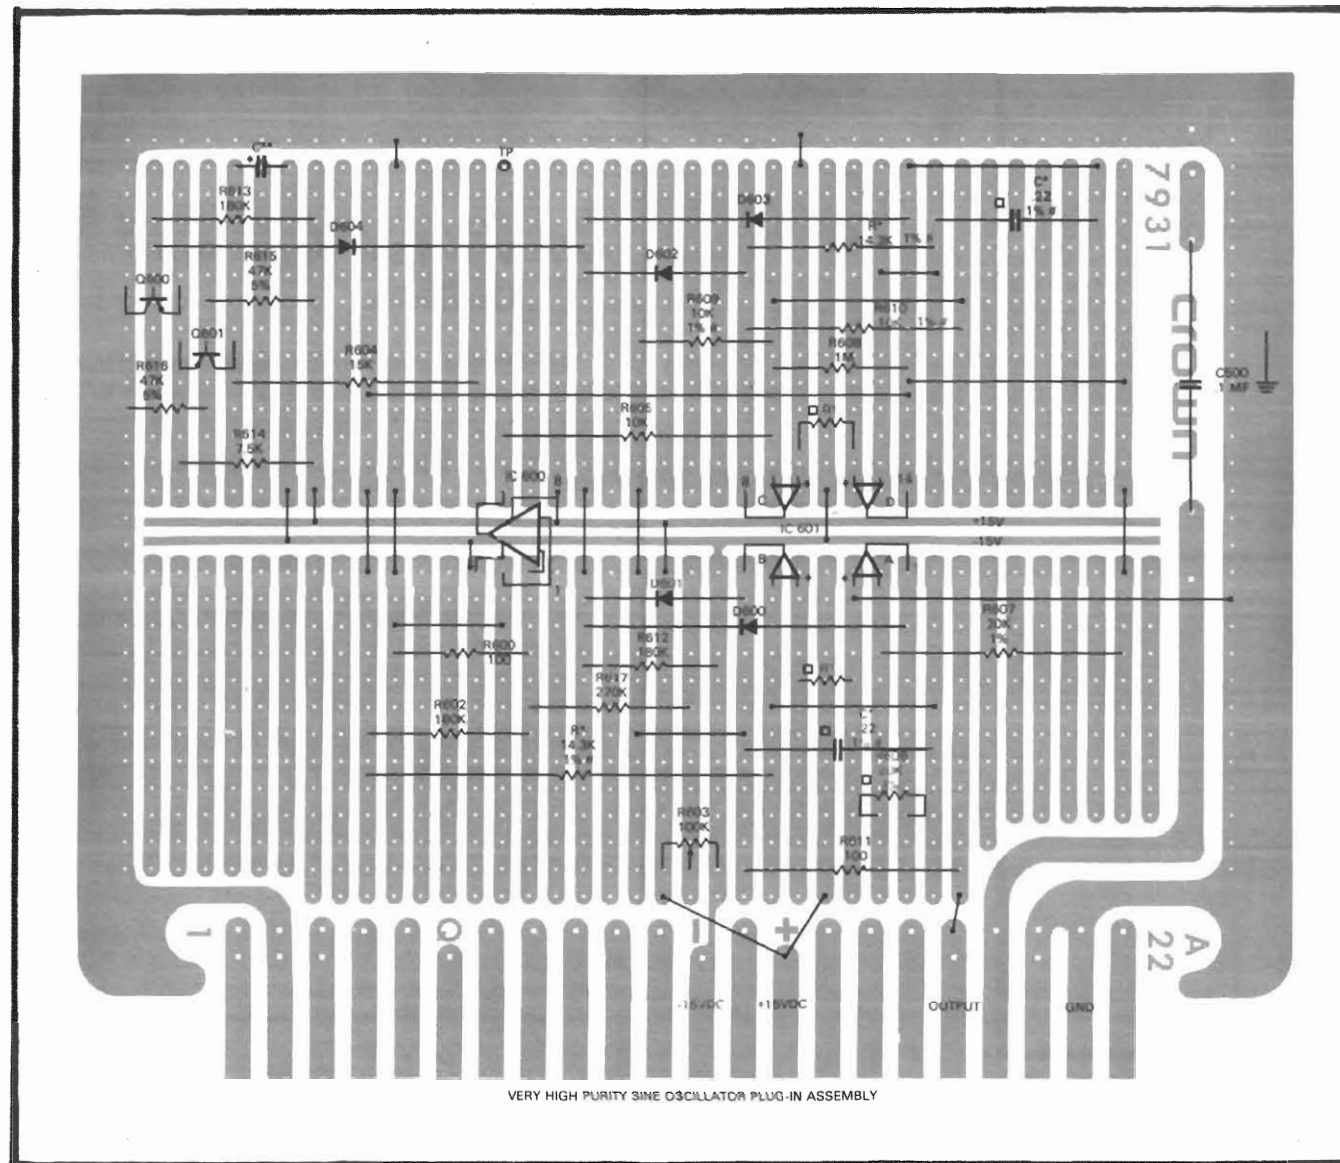 C**
TP
R613
180K
D604
R615
47K
5%
Q600
Q601
R616
47K
5%
R604
15K
R614
7.5K
D603
D602
R*
14.3K 1% #
C*
.22
1% #
R609
10K
1% #
R610
10K 1% #
R608
1M
R605
10K
R*
7931
crown
C500
.1 MF
IC 600
8
1
8
C
D
14
IC 601
B
A
+15V
-15V
D601
D600
R612
180K
R607
20K
1%
R600
100
R617
270K
R*
R602
180K
R*
14.3K
1% #
C*
.22
R603
100K
R611
100
1
Q
-
+
A
22
-15VDC
+15VDC
OUTPUT
GND
VERY HIGH PURITY SINE OSCILLATOR PLUG-IN ASSEMBLY